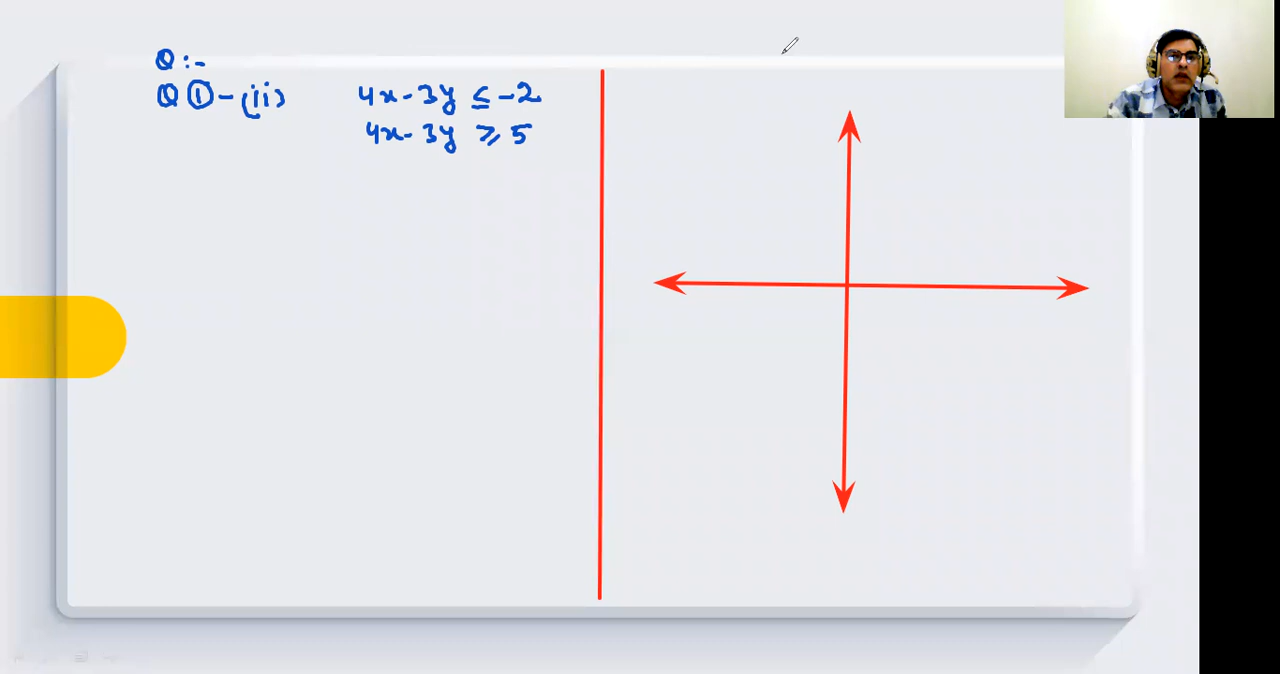 Q :-
Q ① - (ii) 4x - 3y ≤ -2
4x - 3y ≥ 5